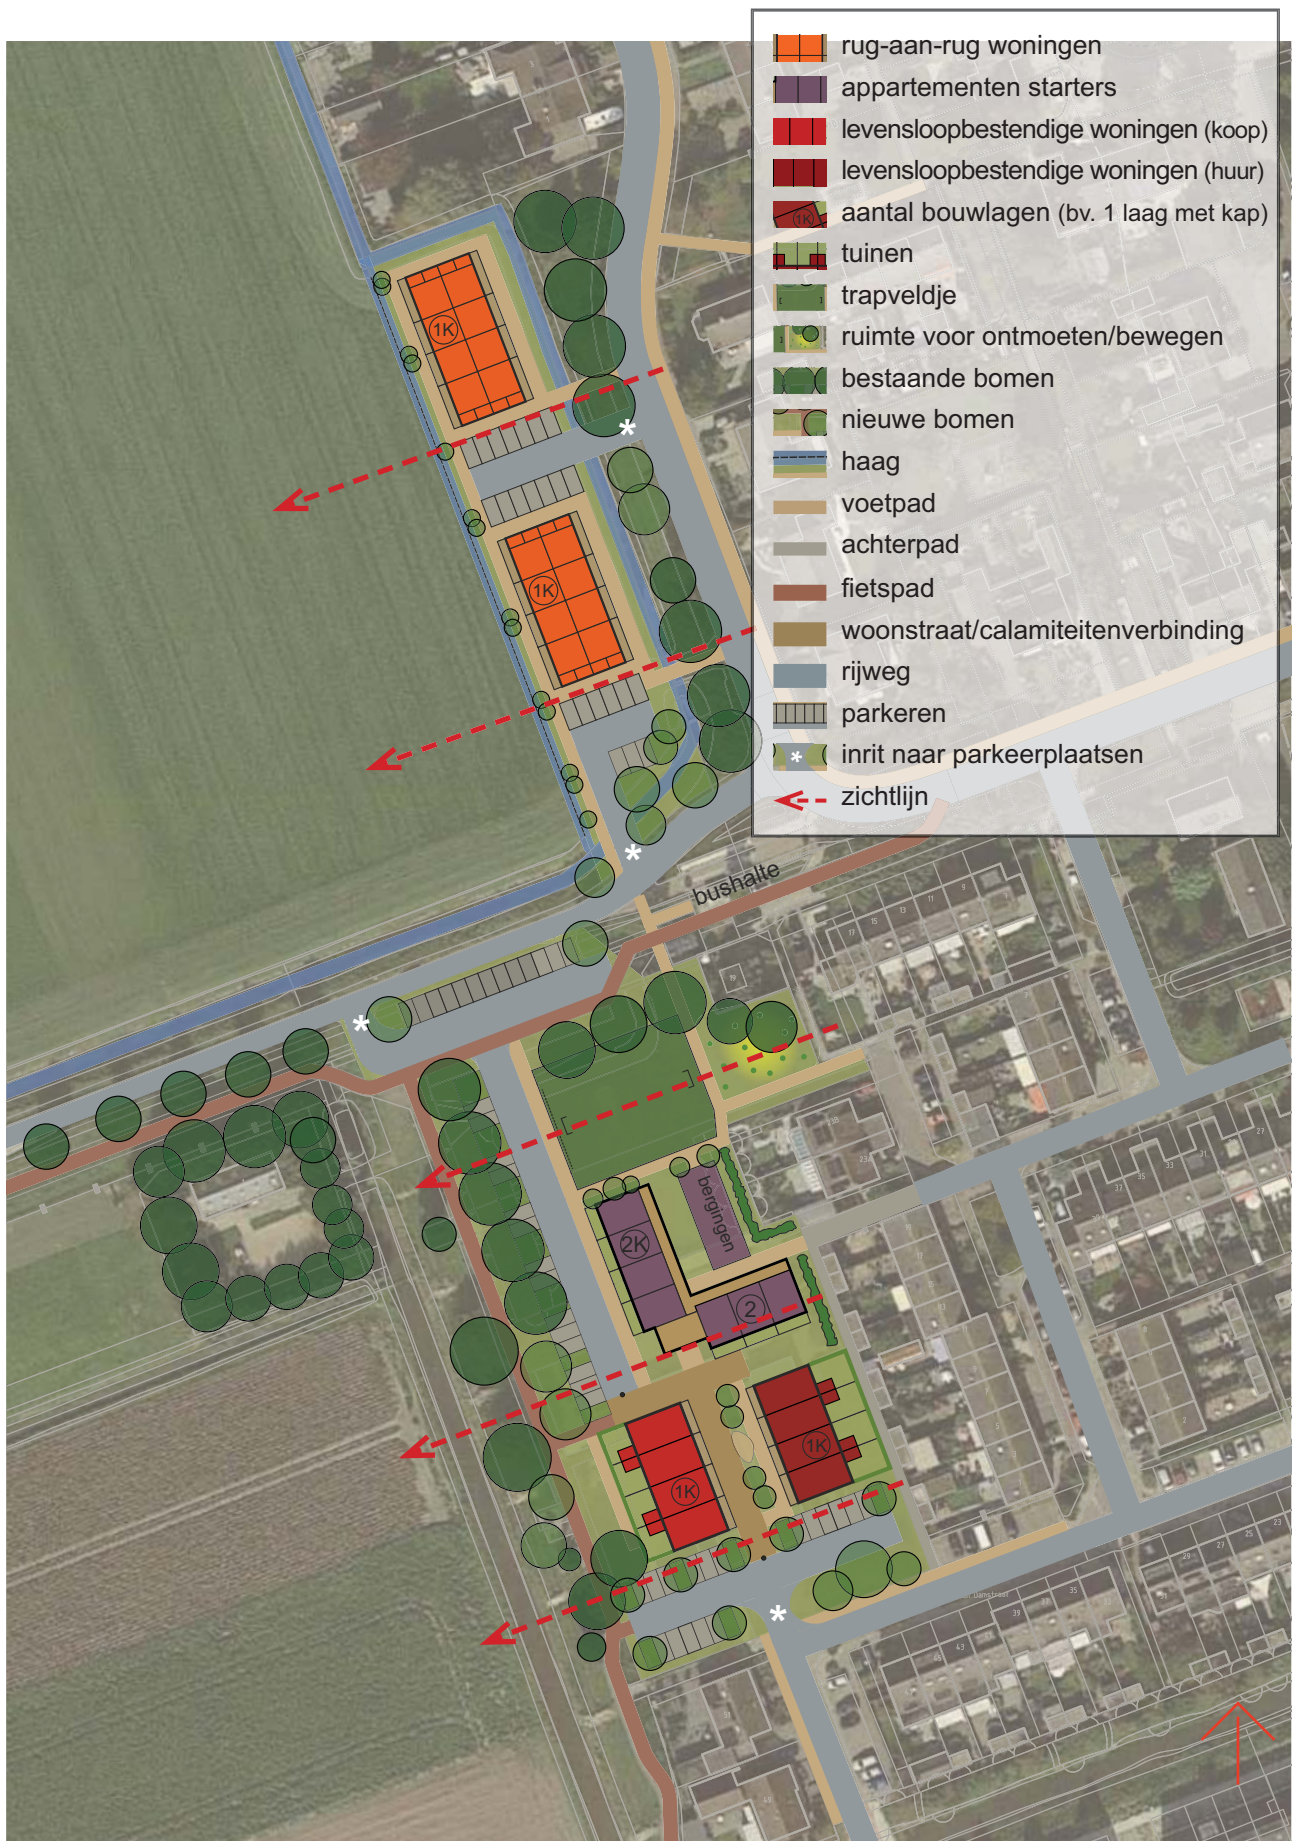 rug-aan-rug woningen
appartementen starters
levensloopbestendige woningen (koop)
levensloopbestendige woningen (huur)
1K aantal bouwlagen (bv. 1 laag met kap)
tuinen
trapveldje
ruimte voor ontmoeten/bewegen
bestaande bomen
nieuwe bomen
haag
voetpad
achterpad
fietspad
woonstraat/calamiteitenverbinding
rijweg
parkeren
* inrit naar parkeerplaatsen
zichtlijn
1K
*
1K
*
bushalte
*
bergingen
2K
2
1K
1K
*